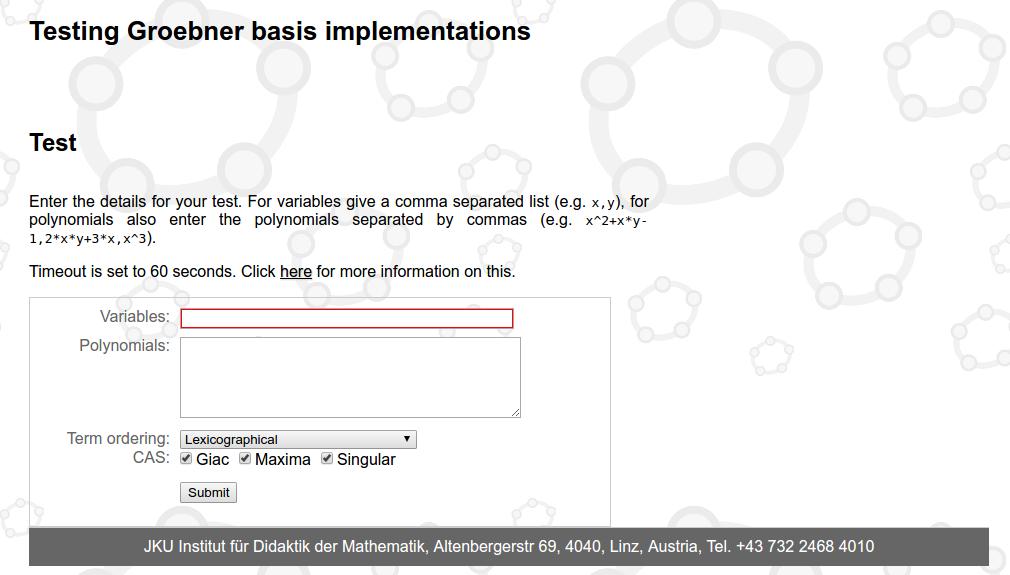 Testing Groebner basis implementations
Test
Enter the details for your test. For variables give a comma separated list (e.g. x,y), for
polynomials also enter the polynomials separated by commas (e.g. x^2+x*y-
1,2*x*y+3*x,x^3).
Timeout is set to 60 seconds. Click here for more information on this.
Variables:
Polynomials:
Term ordering: Lexicographical
CAS: Giac Maxima Singular
Submit
JKU Institut für Didaktik der Mathematik, Altenbergerstr 69, 4040, Linz, Austria, Tel. +43 732 2468 4010